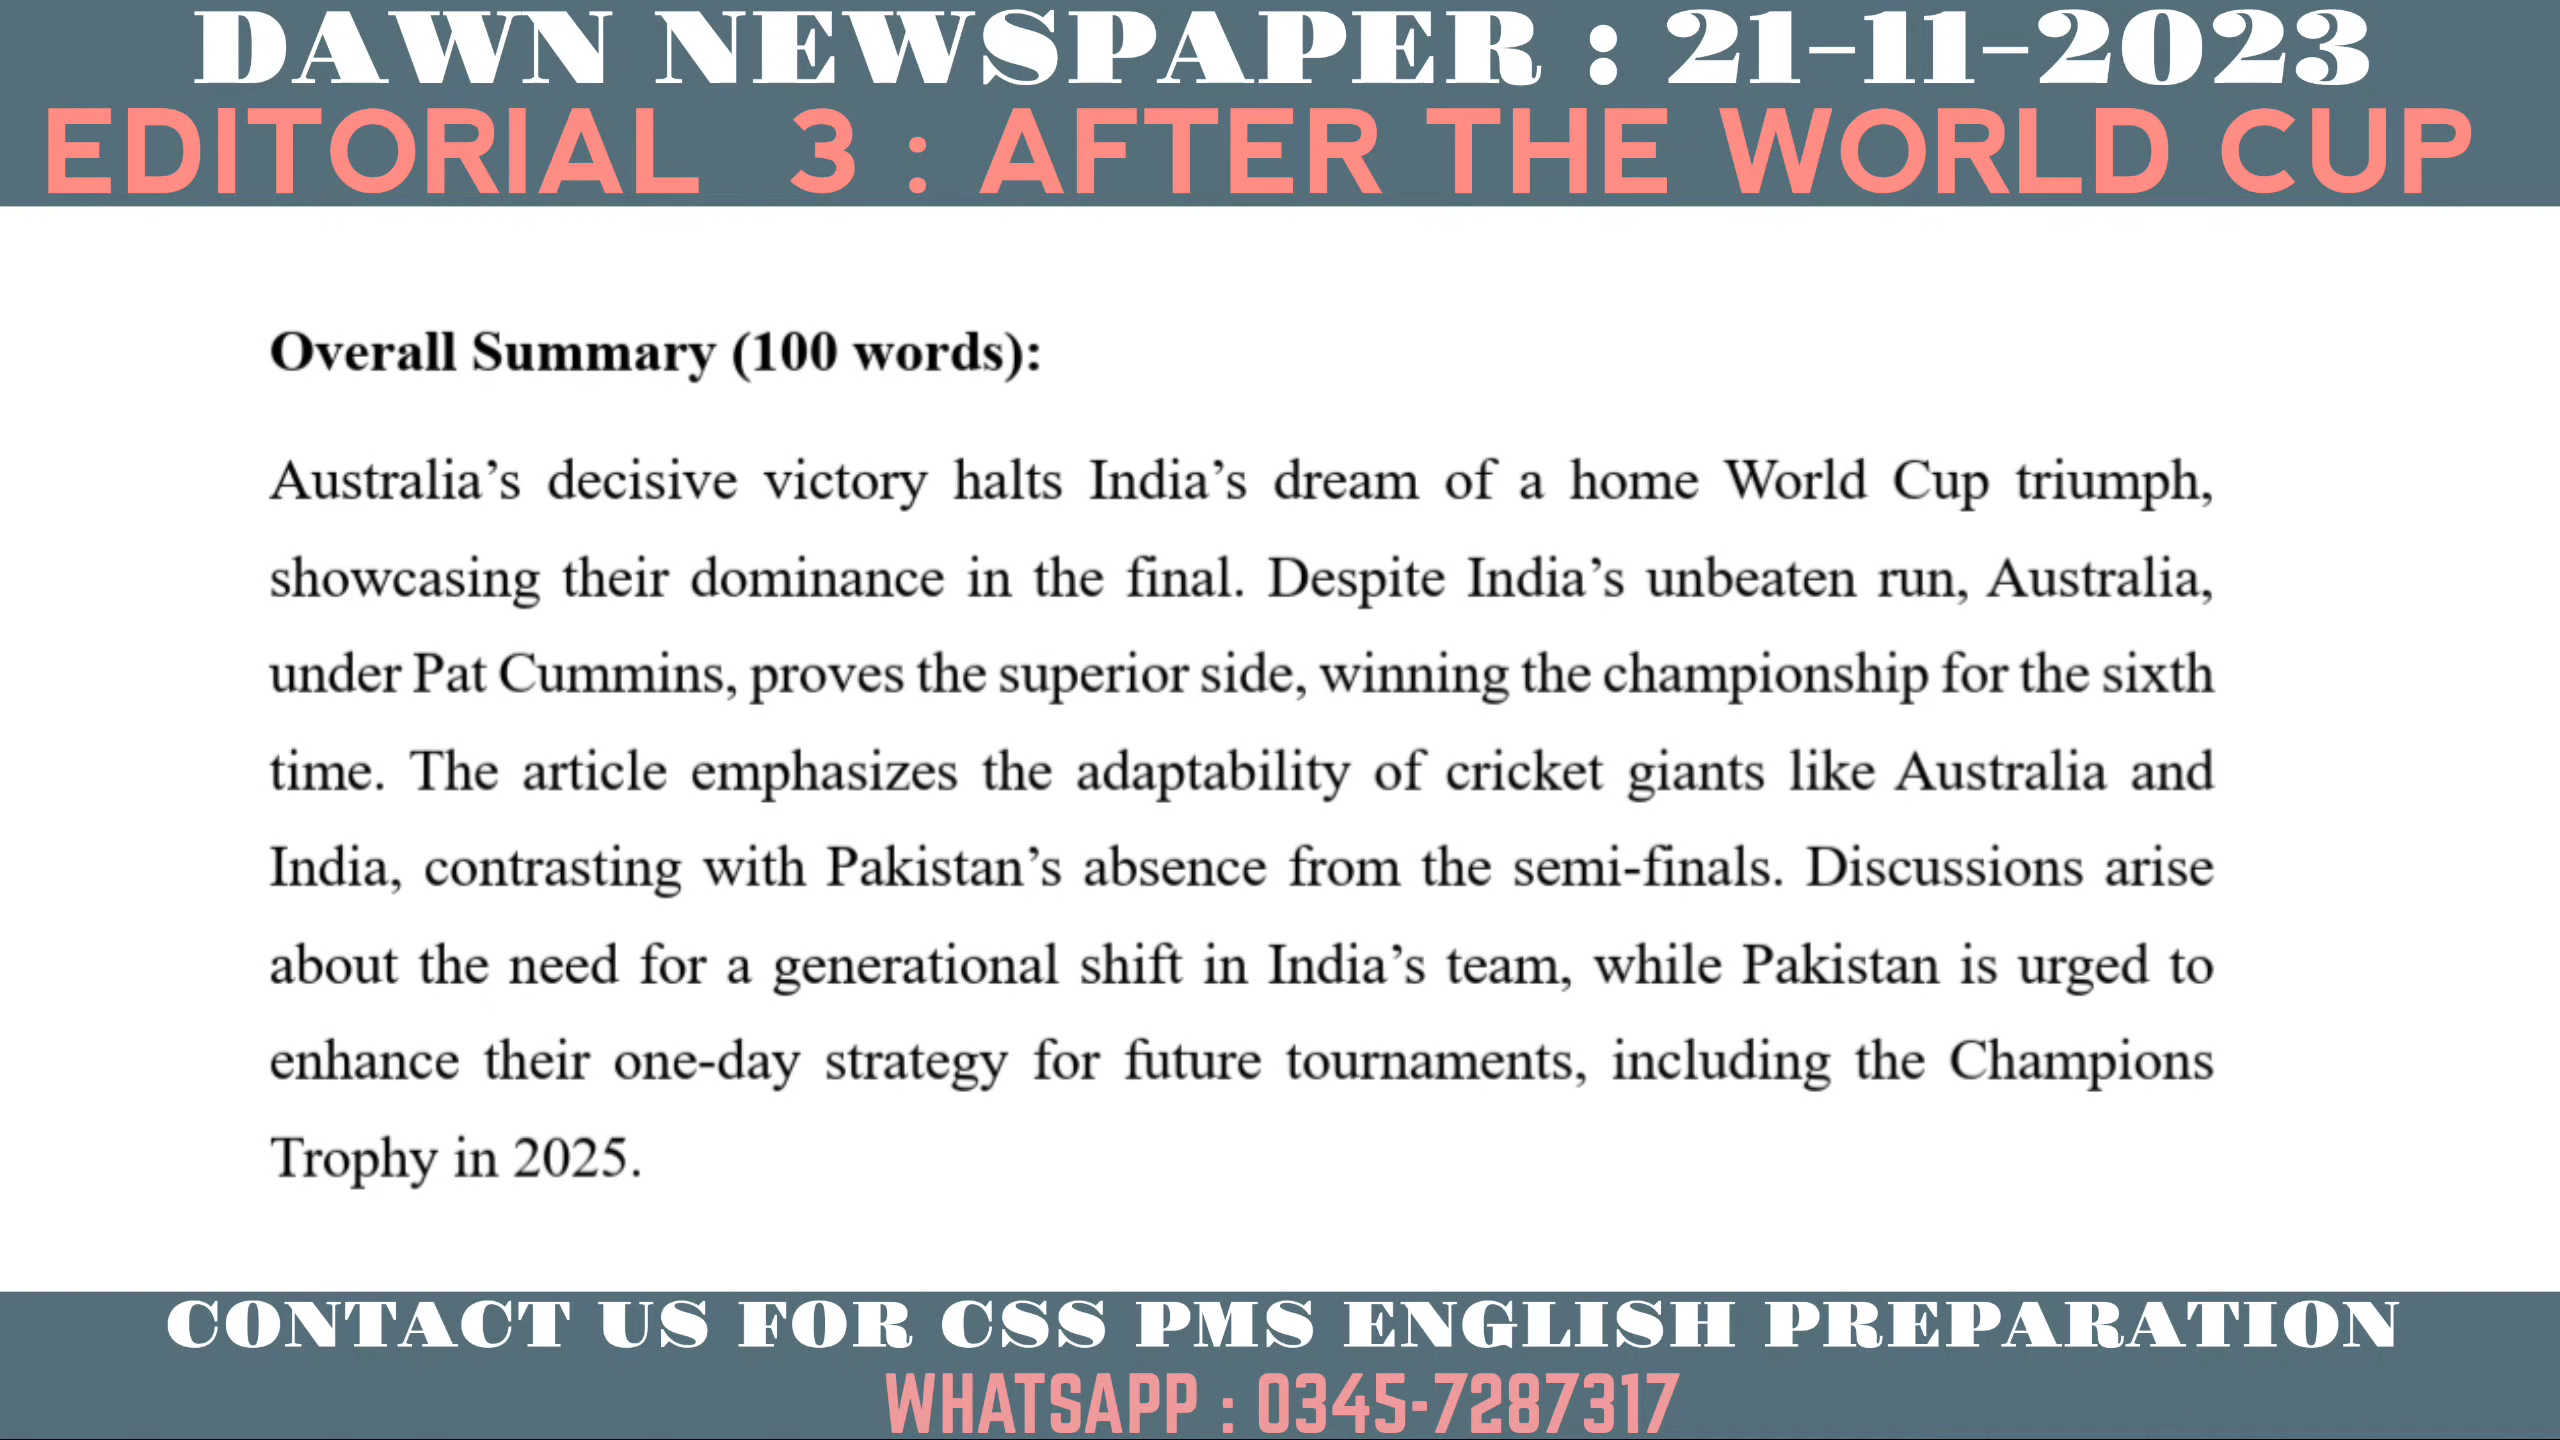 DAWN NEWSPAPER : 21-11-2023
EDITORIAL 3 : AFTER THE WORLD CUP
Overall Summary (100 words):
Australia’s decisive victory halts India’s dream of a home World Cup triumph,
showcasing their dominance in the final. Despite India’s unbeaten run, Australia,
under Pat Cummins, proves the superior side, winning the championship for the sixth
time. The article emphasizes the adaptability of cricket giants like Australia and
India, contrasting with Pakistan’s absence from the semi-finals. Discussions arise
about the need for a generational shift in India’s team, while Pakistan is urged to
enhance their one-day strategy for future tournaments, including the Champions
Trophy in 2025.
CONTACT US FOR CSS PMS ENGLISH PREPARATION
WHATSAPP : 0345-7287317